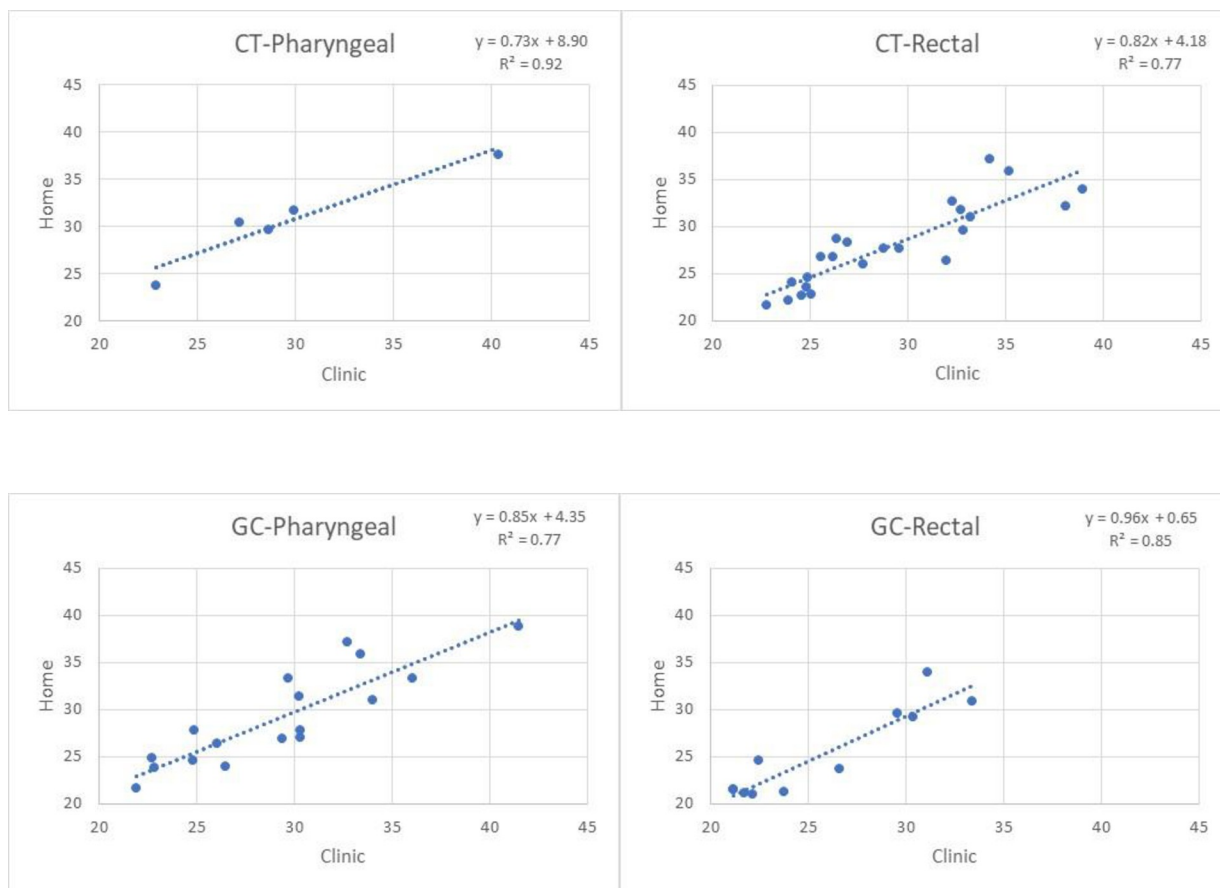 CT-Pharyngeal
y = 0.73x + 8.90
R² = 0.92
45
40
35
30
25
20
Home
20 25 30 35 40 45
Clinic
CT-Rectal
y = 0.82x + 4.18
R² = 0.77
45
40
35
30
25
20
Home
20 25 30 35 40 45
Clinic
GC-Pharyngeal
y = 0.85x + 4.35
R² = 0.77
45
40
35
30
25
20
Home
20 25 30 35 40 45
Clinic
GC-Rectal
y = 0.96x + 0.65
R² = 0.85
45
40
35
30
25
20
Home
20 25 30 35 40 45
Clinic